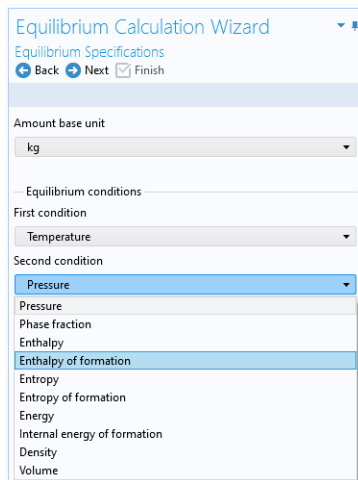 Equilibrium Calculation Wizard
Equilibrium Specifications
Back Next Finish
Amount base unit
kg
Equilibrium conditions
First condition
Temperature
Second condition
Pressure
Pressure
Phase fraction
Enthalpy
Enthalpy of formation
Entropy
Entropy of formation
Energy
Internal energy of formation
Density
Volume